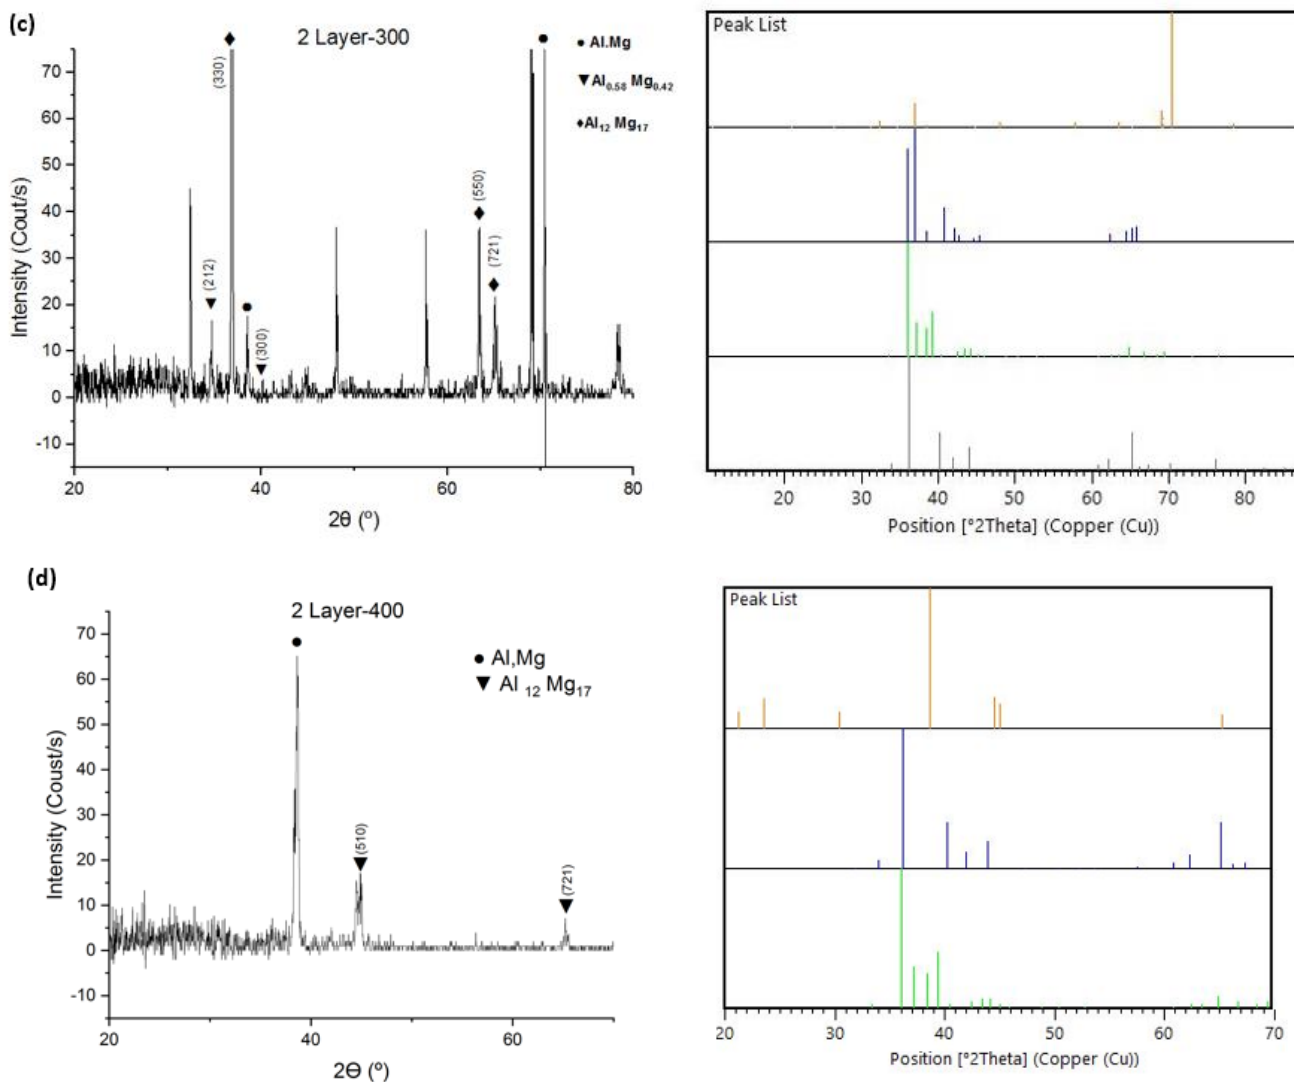 (c)
2 Layer-300
● Al.Mg
▼Al0.58 Mg0.42
♦Al12 Mg17
(330)
(212)
(300)
(550)
(721)
Intensity (Cout/s)
70
60
50
40
30
20
10
0
-10
20 40 60 80
2θ (º)
Peak List
20 30 40 50 60 70 80
Position [°2Theta] (Copper (Cu))
(d)
2 Layer-400
● Al,Mg
▼ Al 12 Mg17
(510)
(721)
Intensity (Coust/s)
70
60
50
40
30
20
10
0
-10
20 40 60
2Θ (º)
Peak List
20 30 40 50 60 70
Position [°2Theta] (Copper (Cu))